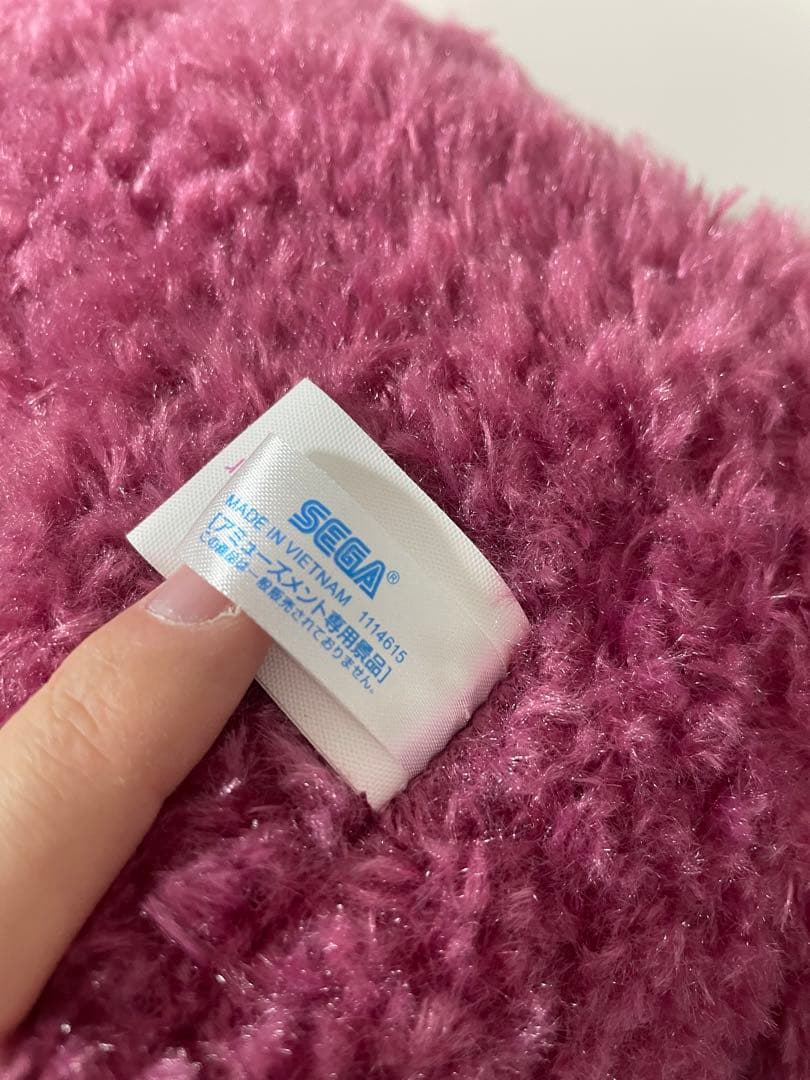 SEGA®
MADE IN VIETNAM 1114615
[アミューズメント専用景品]
この商品は一般販売されておりません。